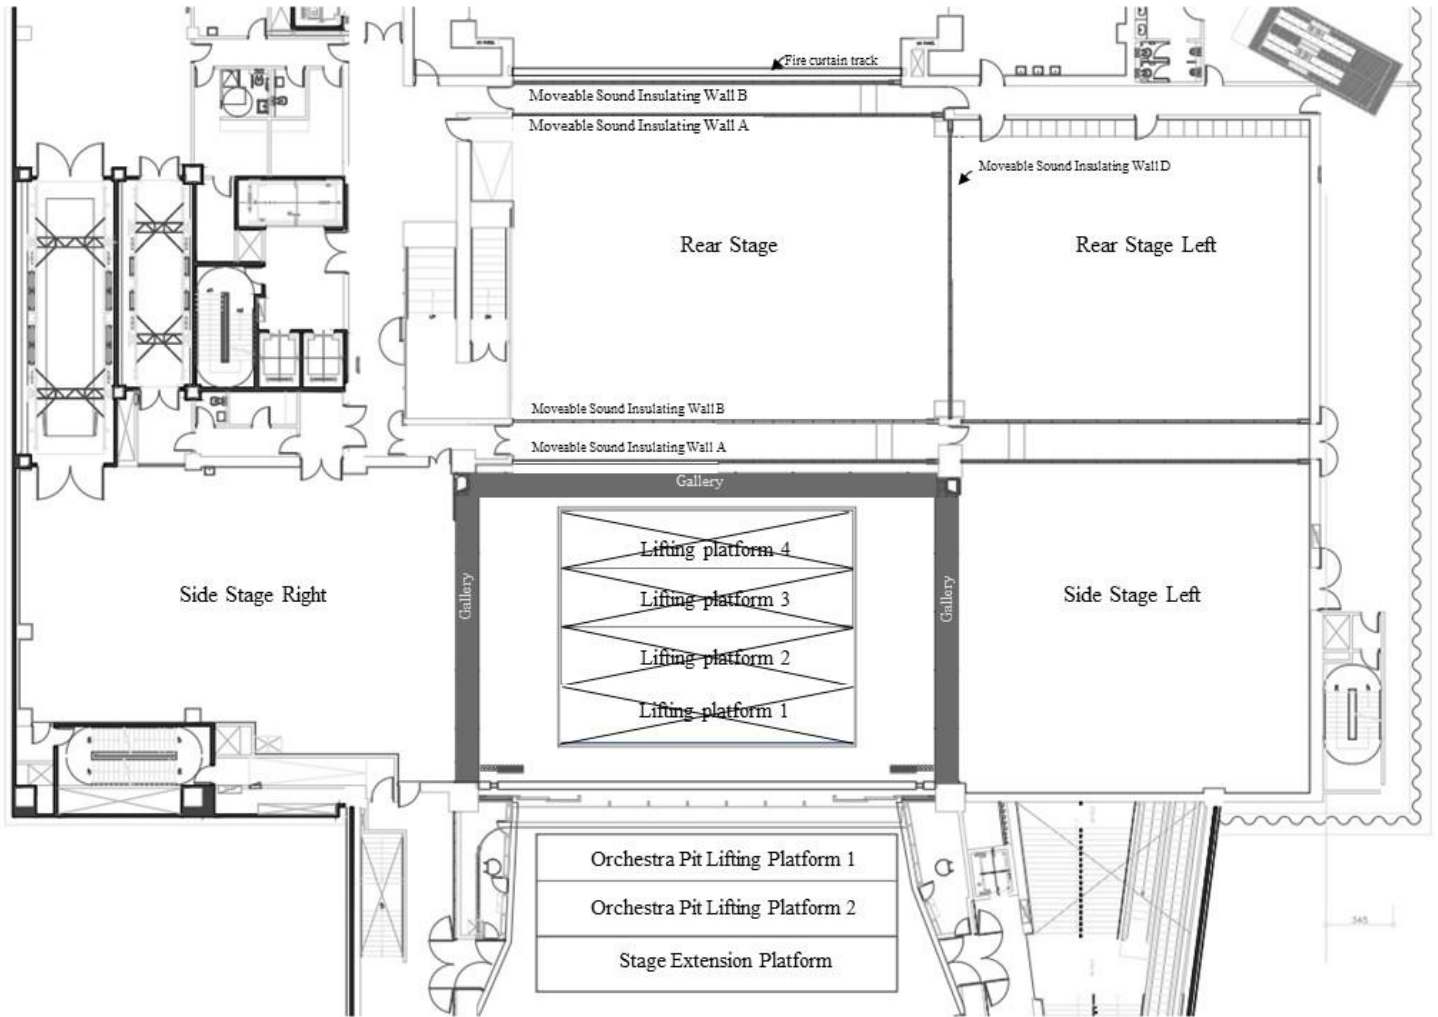 Fire curtain track
Moveable Sound Insulating Wall B
Moveable Sound Insulating Wall A
Moveable Sound Insulating Wall D
Rear Stage
Rear Stage Left
Moveable Sound Insulating Wall B
Moveable Sound Insulating Wall A
Gallery
Lifting platform 4
Side Stage Right
Gallery
Lifting platform 3
Gallery
Side Stage Left
Lifting platform 2
Lifting platform 1
Orchestra Pit Lifting Platform 1
Orchestra Pit Lifting Platform 2
345
Stage Extension Platform